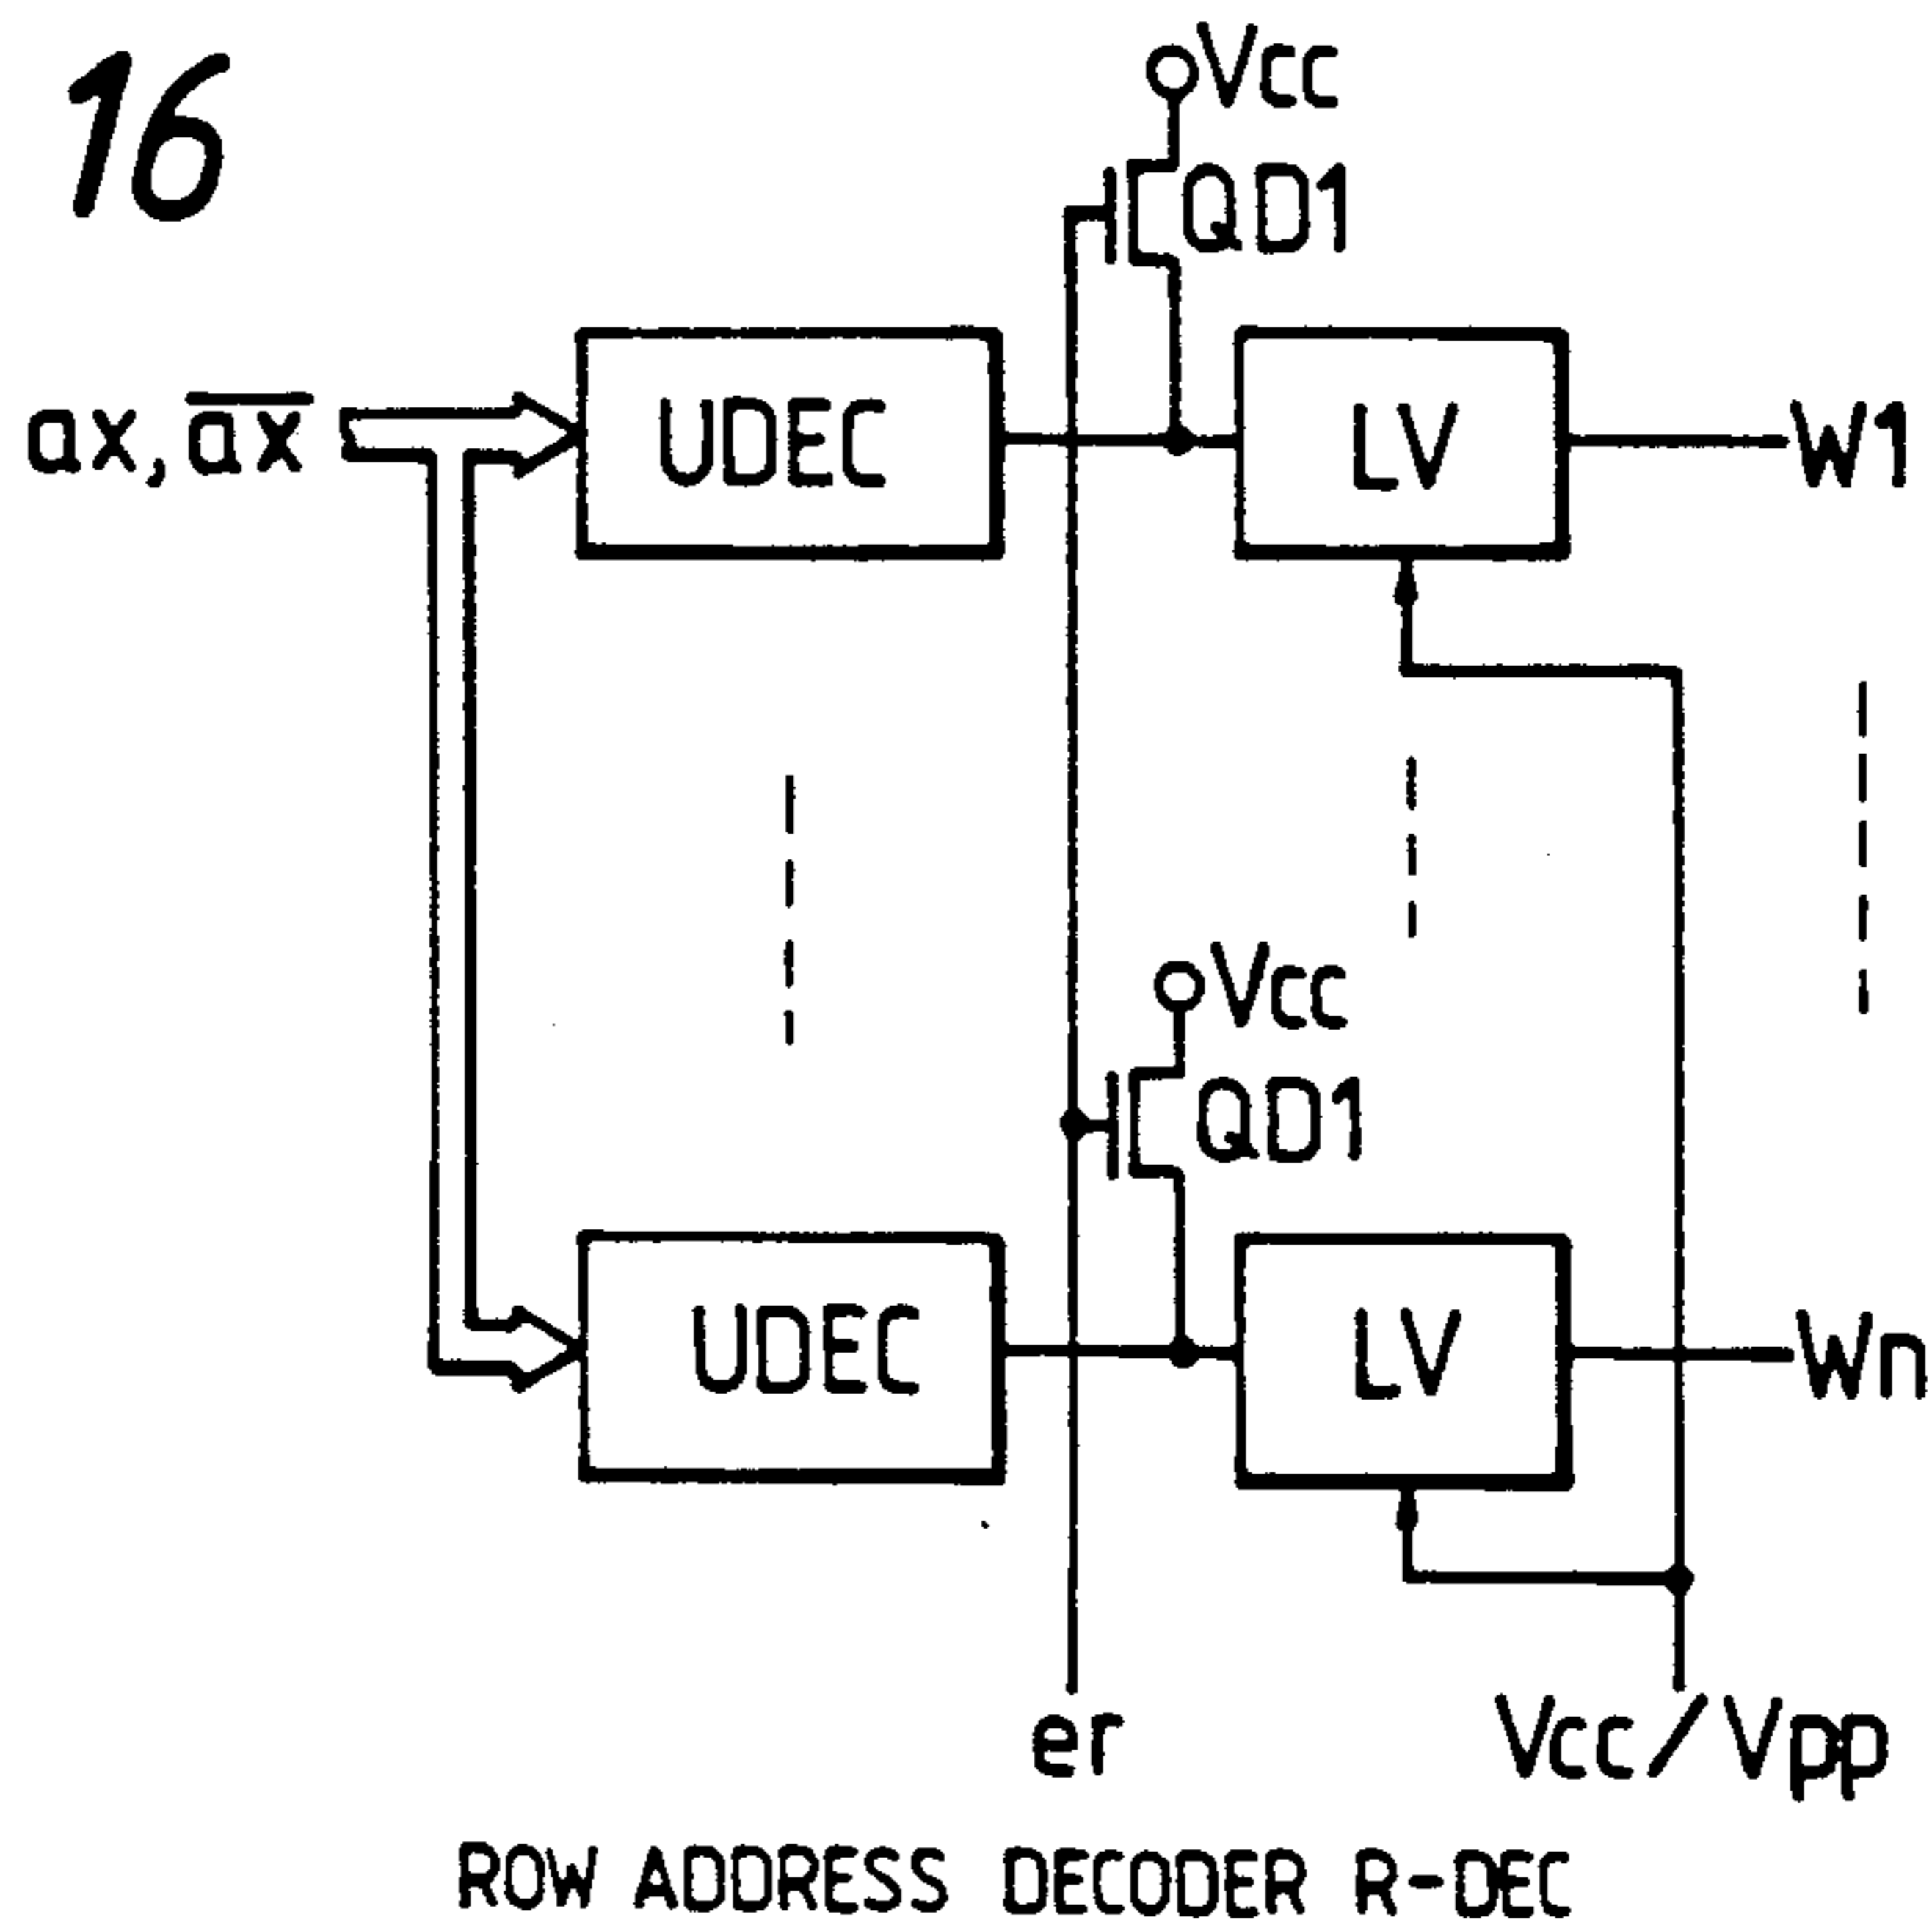 16
Vcc
QD1
ax, a̅x̅
UDEC
LV
W1
Vcc
QD1
UDEC
LV
Wn
er
Vcc/Vpp
ROW ADDRESS DECODER R-DEC